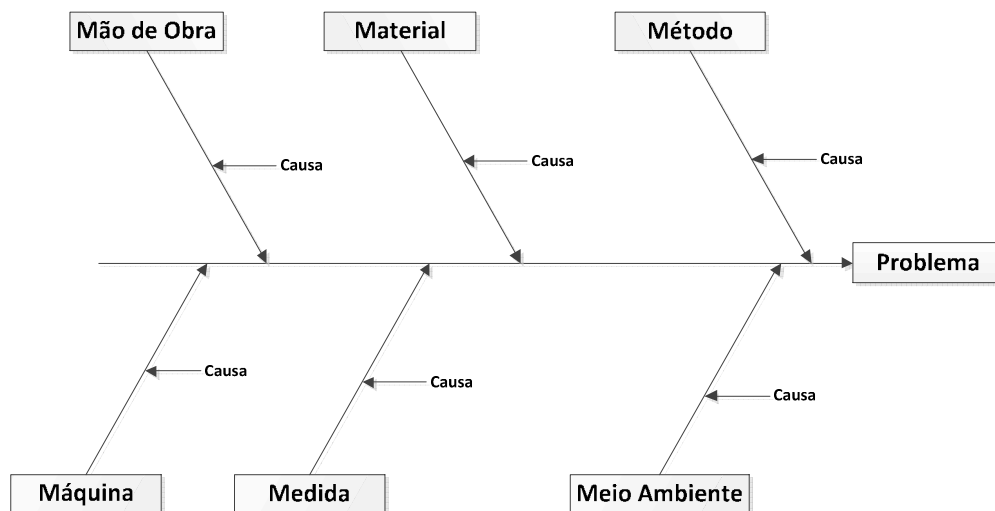 Mão de Obra
Material
Método
Causa
Causa
Causa
Problema
Causa
Causa
Causa
Máquina
Medida
Meio Ambiente